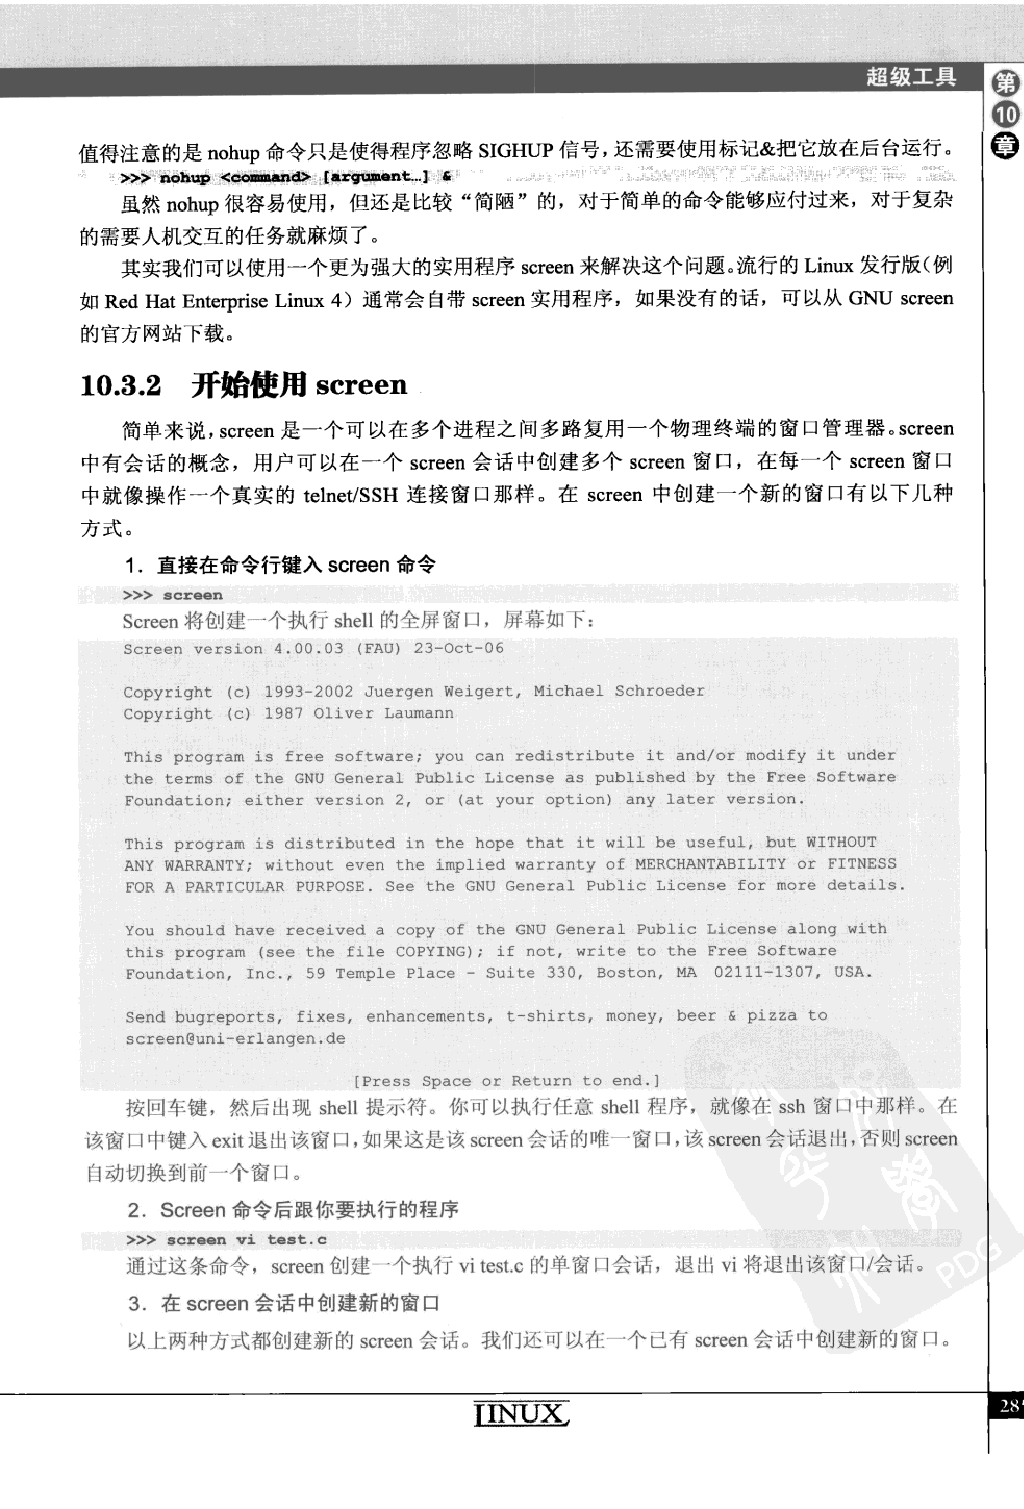 超级工具
第
10
章
值得注意的是 nohup 命令只是使得程序忽略 SIGHUP 信号，还需要使用标记&把它放在后台运行。
>>> nohup <command> [argument…] &
虽然 nohup 很容易使用，但还是比较“简陋”的，对于简单的命令能够应付过来，对于复杂
的需要人机交互的任务就麻烦了。
其实我们可以使用一个更为强大的实用程序 screen 来解决这个问题。流行的 Linux 发行版（例
如 Red Hat Enterprise Linux 4）通常会自带 screen 实用程序，如果没有的话，可以从 GNU screen
的官方网站下载。
10.3.2 开始使用 screen
简单来说，screen 是一个可以在多个进程之间多路复用一个物理终端的窗口管理器。screen
中有会话的概念，用户可以在一个 screen 会话中创建多个 screen 窗口，在每一个 screen 窗口
中就像操作一个真实的 telnet/SSH 连接窗口那样。在 screen 中创建一个新的窗口有以下几种
方式。
1．直接在命令行键入 screen 命令
>>> screen
Screen 将创建一个执行 shell 的全屏窗口，屏幕如下：
Screen version 4.00.03 (FAU) 23-Oct-06
Copyright (c) 1993-2002 Juergen Weigert, Michael Schroeder
Copyright (c) 1987 Oliver Laumann
This program is free software; you can redistribute it and/or modify it under
the terms of the GNU General Public License as published by the Free Software
Foundation; either version 2, or (at your option) any later version.
This program is distributed in the hope that it will be useful, but WITHOUT
ANY WARRANTY; without even the implied warranty of MERCHANTABILITY or FITNESS
FOR A PARTICULAR PURPOSE. See the GNU General Public License for more details.
You should have received a copy of the GNU General Public License along with
this program (see the file COPYING); if not, write to the Free Software
Foundation, Inc., 59 Temple Place - Suite 330, Boston, MA  02111-1307, USA.
Send bugreports, fixes, enhancements, t-shirts, money, beer & pizza to
screen@uni-erlangen.de
[Press Space or Return to end.]
按回车键，然后出现 shell 提示符。你可以执行任意 shell 程序，就像在 ssh 窗口中那样。在
该窗口中键入 exit 退出该窗口，如果这是该 screen 会话的唯一窗口，该 screen 会话退出，否则 screen
自动切换到前一个窗口。
2．Screen 命令后跟你要执行的程序
>>> screen vi test.c
通过这条命令，screen 创建一个执行 vi test.c 的单窗口会话，退出 vi 将退出该窗口/会话。
3．在 screen 会话中创建新的窗口
以上两种方式都创建新的 screen 会话。我们还可以在一个已有 screen 会话中创建新的窗口。
PDG
LINUX